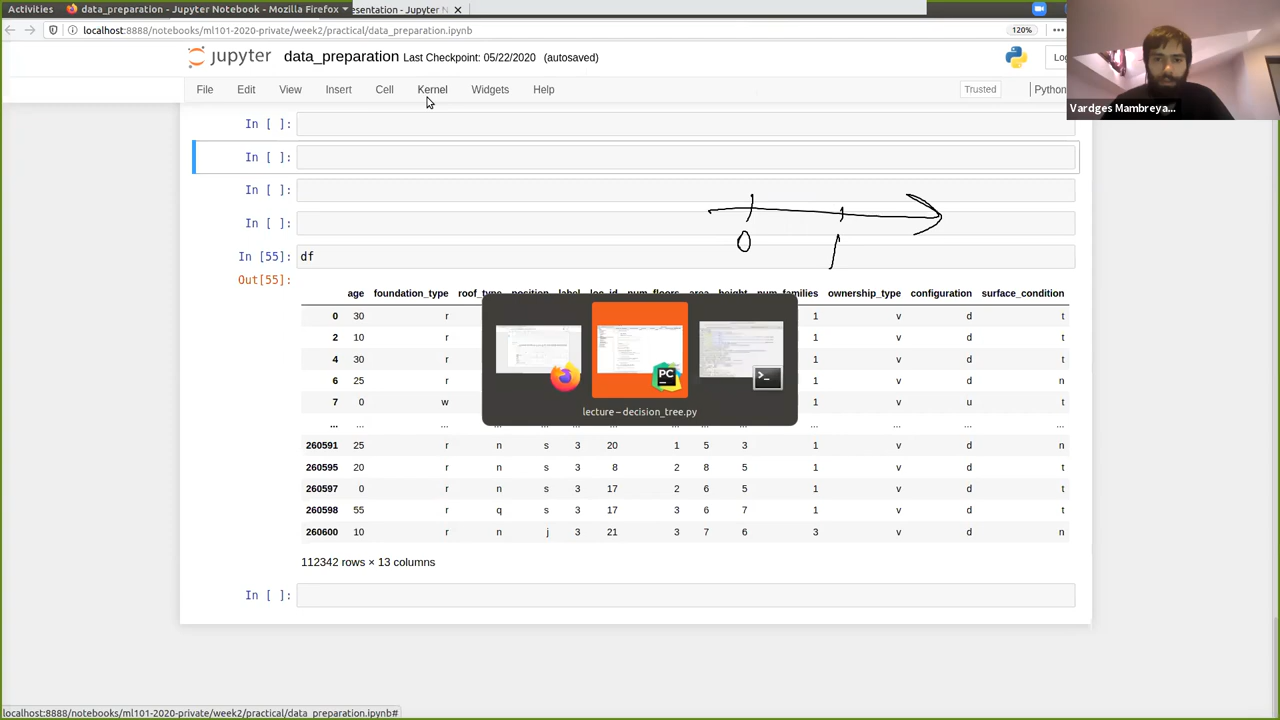 Activities data_preparation - Jupyter Notebook - Mozilla Firefox esentation - Jupyter N
localhost:8888/notebooks/ml101-2020-private/week2/practical/data_preparation.ipynb 120%
jupyter data_preparation Last Checkpoint: 05/22/2020 (autosaved)
File Edit View Insert Cell Kernel Widgets Help Trusted Python
Vardges Mambreya...
In [ ]:
In [ ]:
In [ ]:
In [ ]:
0 1
In [55]: df
Out[55]:
age foundation_type roof_type position label loc_id num_floors area height num_families ownership_type configuration surface_condition
0 30 r 1 v d t
2 10 r 1 v d t
4 30 r 1 v d t
6 25 r 1 v d n
7 0 w 1 v u t
... ... ... ... ... ... ... ... ... ... ... ... ... ...
260591 25 r n s 3 20 1 5 3 1 v d n
260595 20 r n s 3 8 2 8 5 1 v d t
260597 0 r n s 3 17 2 6 5 1 v d t
260598 55 r q s 3 17 3 6 7 1 v d t
260600 10 r n j 3 21 3 7 6 3 v d n
PC
>_
lecture – decision_tree.py
112342 rows × 13 columns
In [ ]:
localhost:8888/notebooks/ml101-2020-private/week2/practical/data_preparation.ipynb#